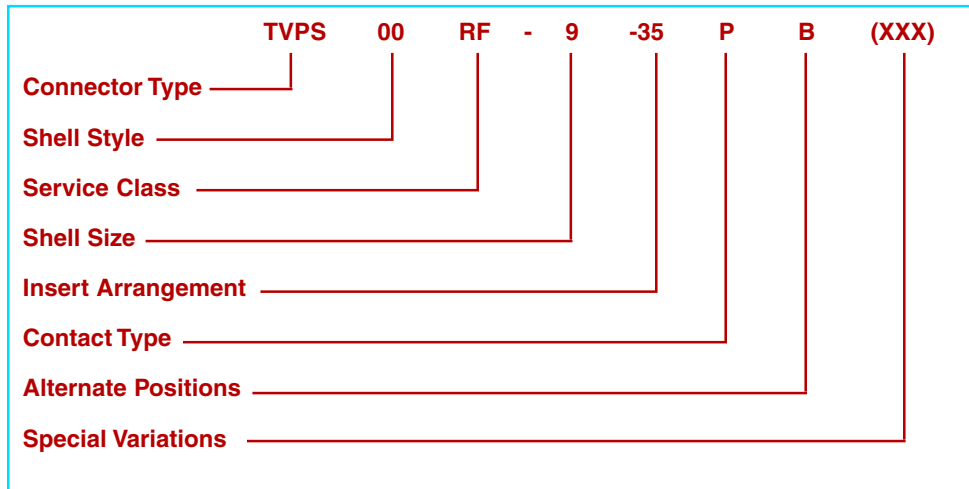 TVPS 00 RF - 9 -35 P B (XXX)
Connector Type
Shell Style
Service Class
Shell Size
Insert Arrangement
Contact Type
Alternate Positions
Special Variations